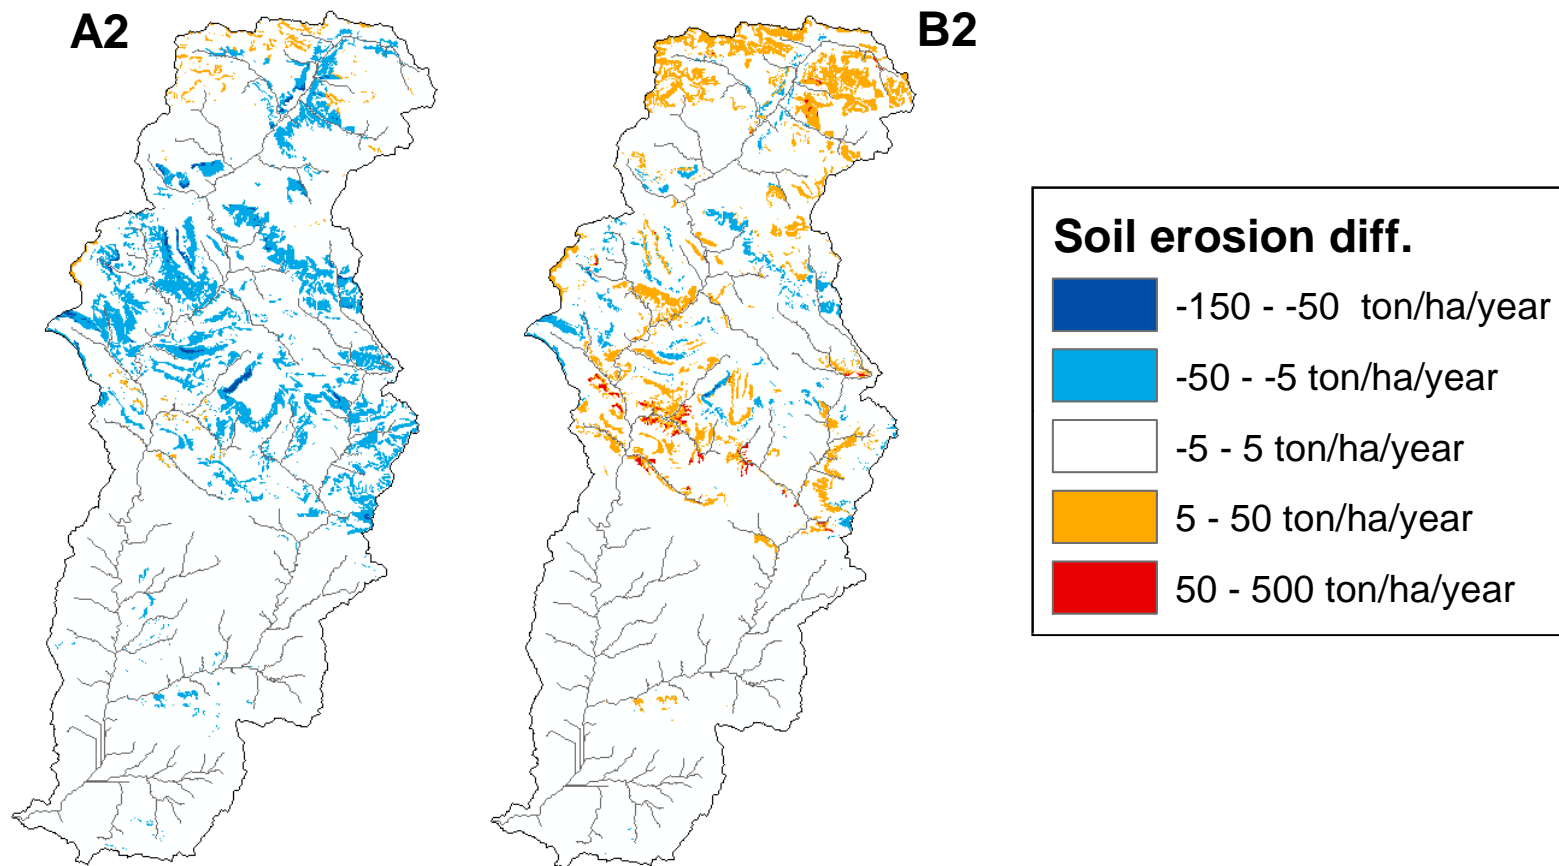 A2
B2
Soil erosion diff.
-150 - -50  ton/ha/year
-50 - -5 ton/ha/year
-5 - 5 ton/ha/year
5 - 50 ton/ha/year
50 - 500 ton/ha/year